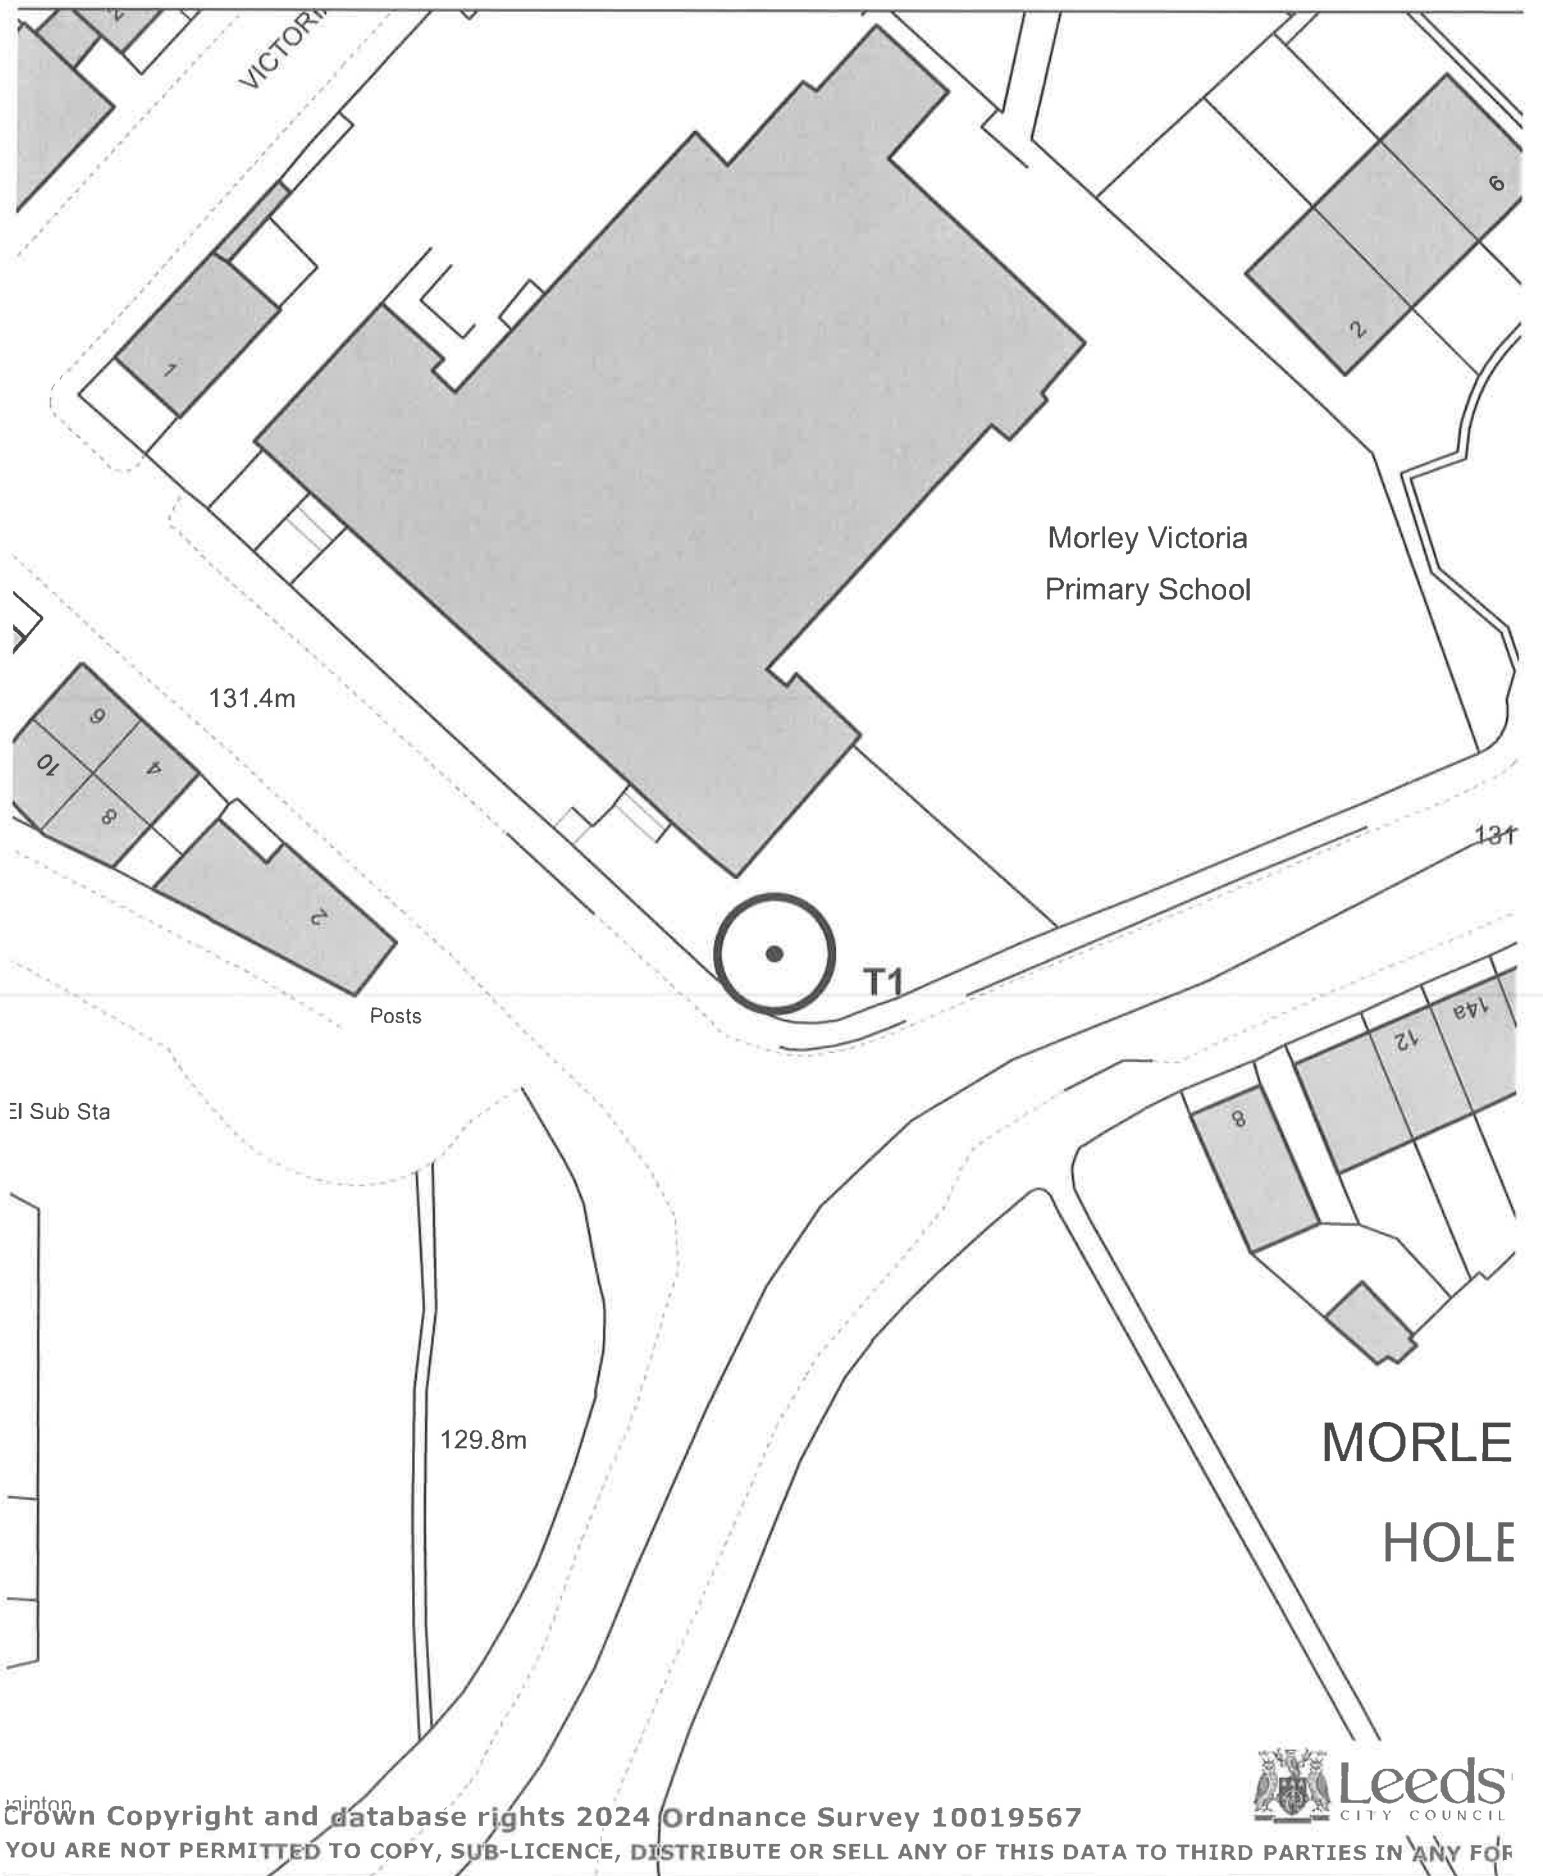 VICTORI
2
6
1
2
Morley Victoria
Primary School
131.4m
6
10
4
8
2
131
T1
Posts
14a
12
El Sub Sta
8
129.8m
MORLE
HOLE
Leeds
CITY COUNCIL
Crown Copyright and database rights 2024 Ordnance Survey 10019567
YOU ARE NOT PERMITTED TO COPY, SUB-LICENCE, DISTRIBUTE OR SELL ANY OF THIS DATA TO THIRD PARTIES IN ANY FOR